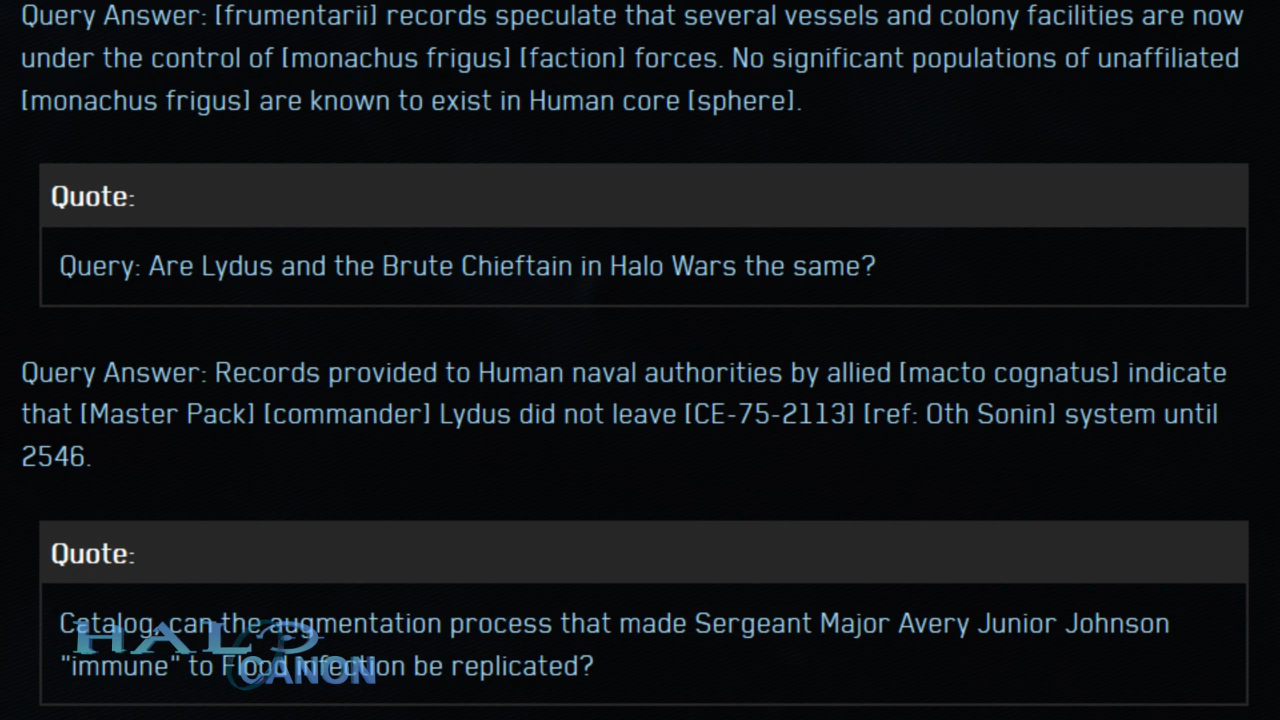 Query Answer: [frumentarii] records speculate that several vessels and colony facilities are now
under the control of [monachus frigus] [faction] forces. No significant populations of unaffiliated
[monachus frigus] are known to exist in Human core [sphere].
Quote:
Query: Are Lydus and the Brute Chieftain in Halo Wars the same?
Query Answer: Records provided to Human naval authorities by allied [macto cognatus] indicate
that [Master Pack] [commander] Lydus did not leave [CE-75-2113] [ref: Oth Sonin] system until
2546.
Quote:
Catalog, can the augmentation process that made Sergeant Major Avery Junior Johnson
"immune" to Flood infection be replicated?
HALO
CANON